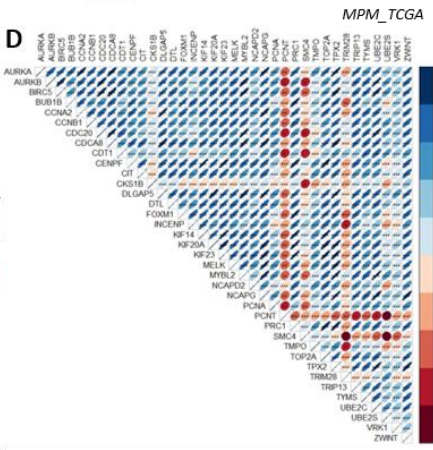 MPM_TCGA
D
AURKA
AURKB
BIRC5
BUB1B
CCNA2
CCNB1
CDC20
CDCA8
CDT1
CENPF
CIT
CKS1B
DLGAP5
DTL
FOXM1
INCENP
KIF14
KIF20A
KIF23
MELK
MYBL2
NCAPD2
NCAPG
PCNA
PCNT
PRC1
SMC4
TMPO
TOP2A
TPX2
TRIM28
TRIP13
TYMS
UBE2C
UBE2S
VRK1
ZWINT
AURKA
AURKB
BIRC5
BUB1B
CCNA2
CCNB1
CDC20
CDCA8
CDT1
CENPF
CIT
CKS1B
DLGAP5
DTL
FOXM1
INCENP
KIF14
KIF20A
KIF23
MELK
MYBL2
NCAPD2
NCAPG
PCNA
PCNT
PRC1
SMC4
TMPO
TOP2A
TPX2
TRIM28
TRIP13
TYMS
UBE2C
UBE2S
VRK1
ZWINT